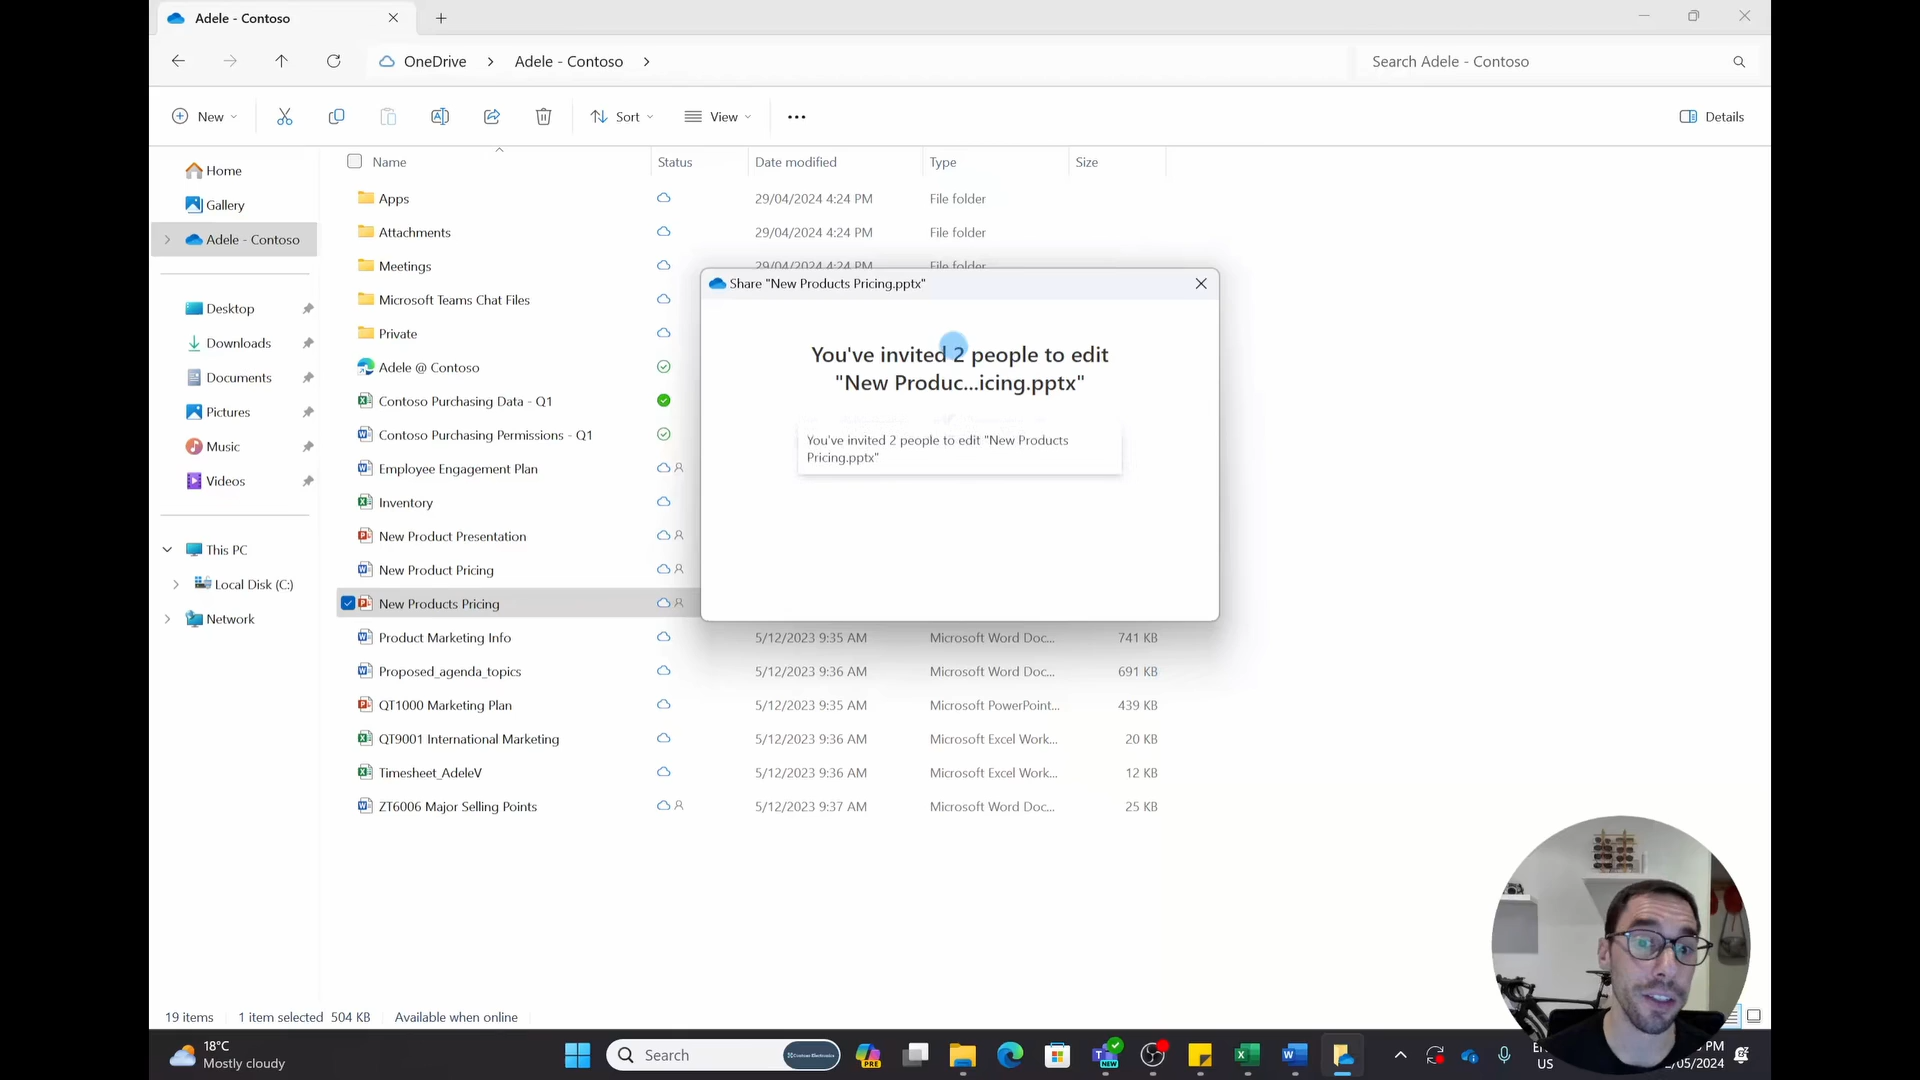 Adele - Contoso
OneDrive > Adele - Contoso >
Search Adele - Contoso
New
Sort
View
Details
Home
Gallery
Adele - Contoso
Desktop
Downloads
Documents
Pictures
Music
Videos
This PC
Local Disk (C:)
Network
Name Status Date modified Type Size
Apps 29/04/2024 4:24 PM File folder
Attachments 29/04/2024 4:24 PM File folder
Meetings 29/04/2024 4:24 PM File folder
Microsoft Teams Chat Files
Private
Adele @ Contoso
Contoso Purchasing Data - Q1
Contoso Purchasing Permissions - Q1
Employee Engagement Plan
Inventory
New Product Presentation
New Product Pricing
New Products Pricing
Product Marketing Info 5/12/2023 9:35 AM Microsoft Word Doc... 741 KB
Proposed_agenda_topics 5/12/2023 9:36 AM Microsoft Word Doc... 691 KB
QT1000 Marketing Plan 5/12/2023 9:35 AM Microsoft PowerPoint... 439 KB
QT9001 International Marketing 5/12/2023 9:36 AM Microsoft Excel Work... 20 KB
Timesheet_AdeleV 5/12/2023 9:36 AM Microsoft Excel Work... 12 KB
ZT6006 Major Selling Points 5/12/2023 9:37 AM Microsoft Word Doc... 25 KB
Share "New Products Pricing.pptx"
You've invited 2 people to edit
"New Produc...icing.pptx"
You've invited 2 people to edit "New Products
Pricing.pptx"
19 items 1 item selected 504 KB Available when online
18°C
Mostly cloudy
Search
Contoso Electronics
PRE
NEW
US
PM
/05/2024